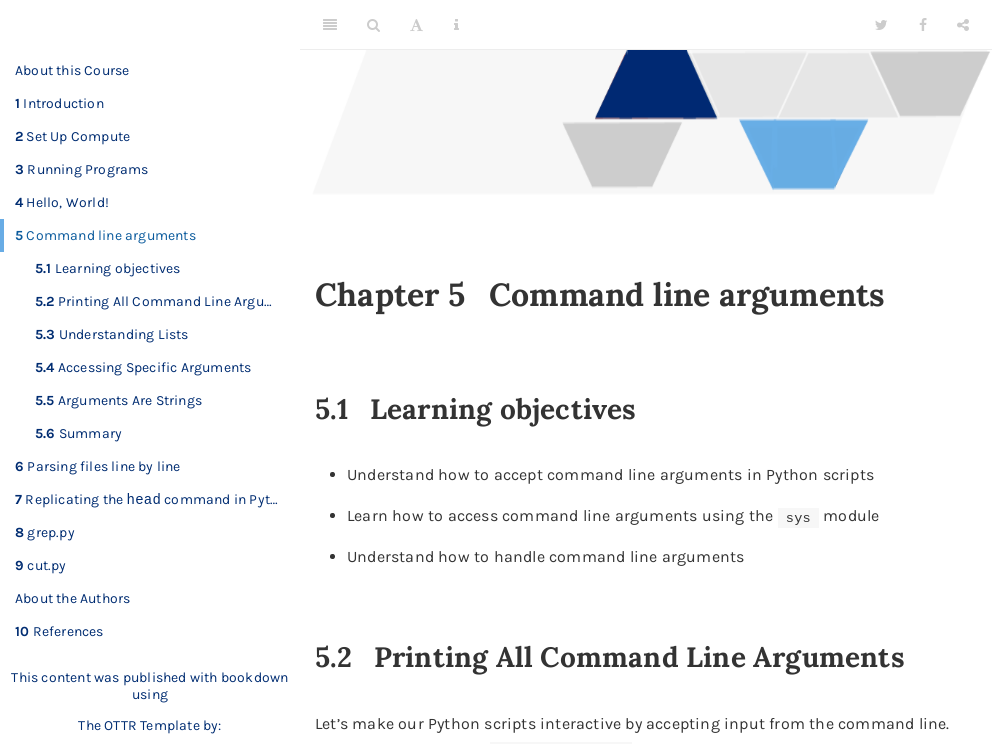 About this Course
1 Introduction
2 Set Up Compute
3 Running Programs
4 Hello, World!
5 Command line arguments
5.1 Learning objectives
5.2 Printing All Command Line Argu…
5.3 Understanding Lists
5.4 Accessing Specific Arguments
5.5 Arguments Are Strings
5.6 Summary
6 Parsing files line by line
7 Replicating the head command in Pyt…
8 grep.py
9 cut.py
About the Authors
10 References
This content was published with bookdown
using
The OTTR Template by:
Chapter 5 Command line arguments
5.1 Learning objectives
• Understand how to accept command line arguments in Python scripts
• Learn how to access command line arguments using the sys module
• Understand how to handle command line arguments
5.2 Printing All Command Line Arguments
Let’s make our Python scripts interactive by accepting input from the command line.